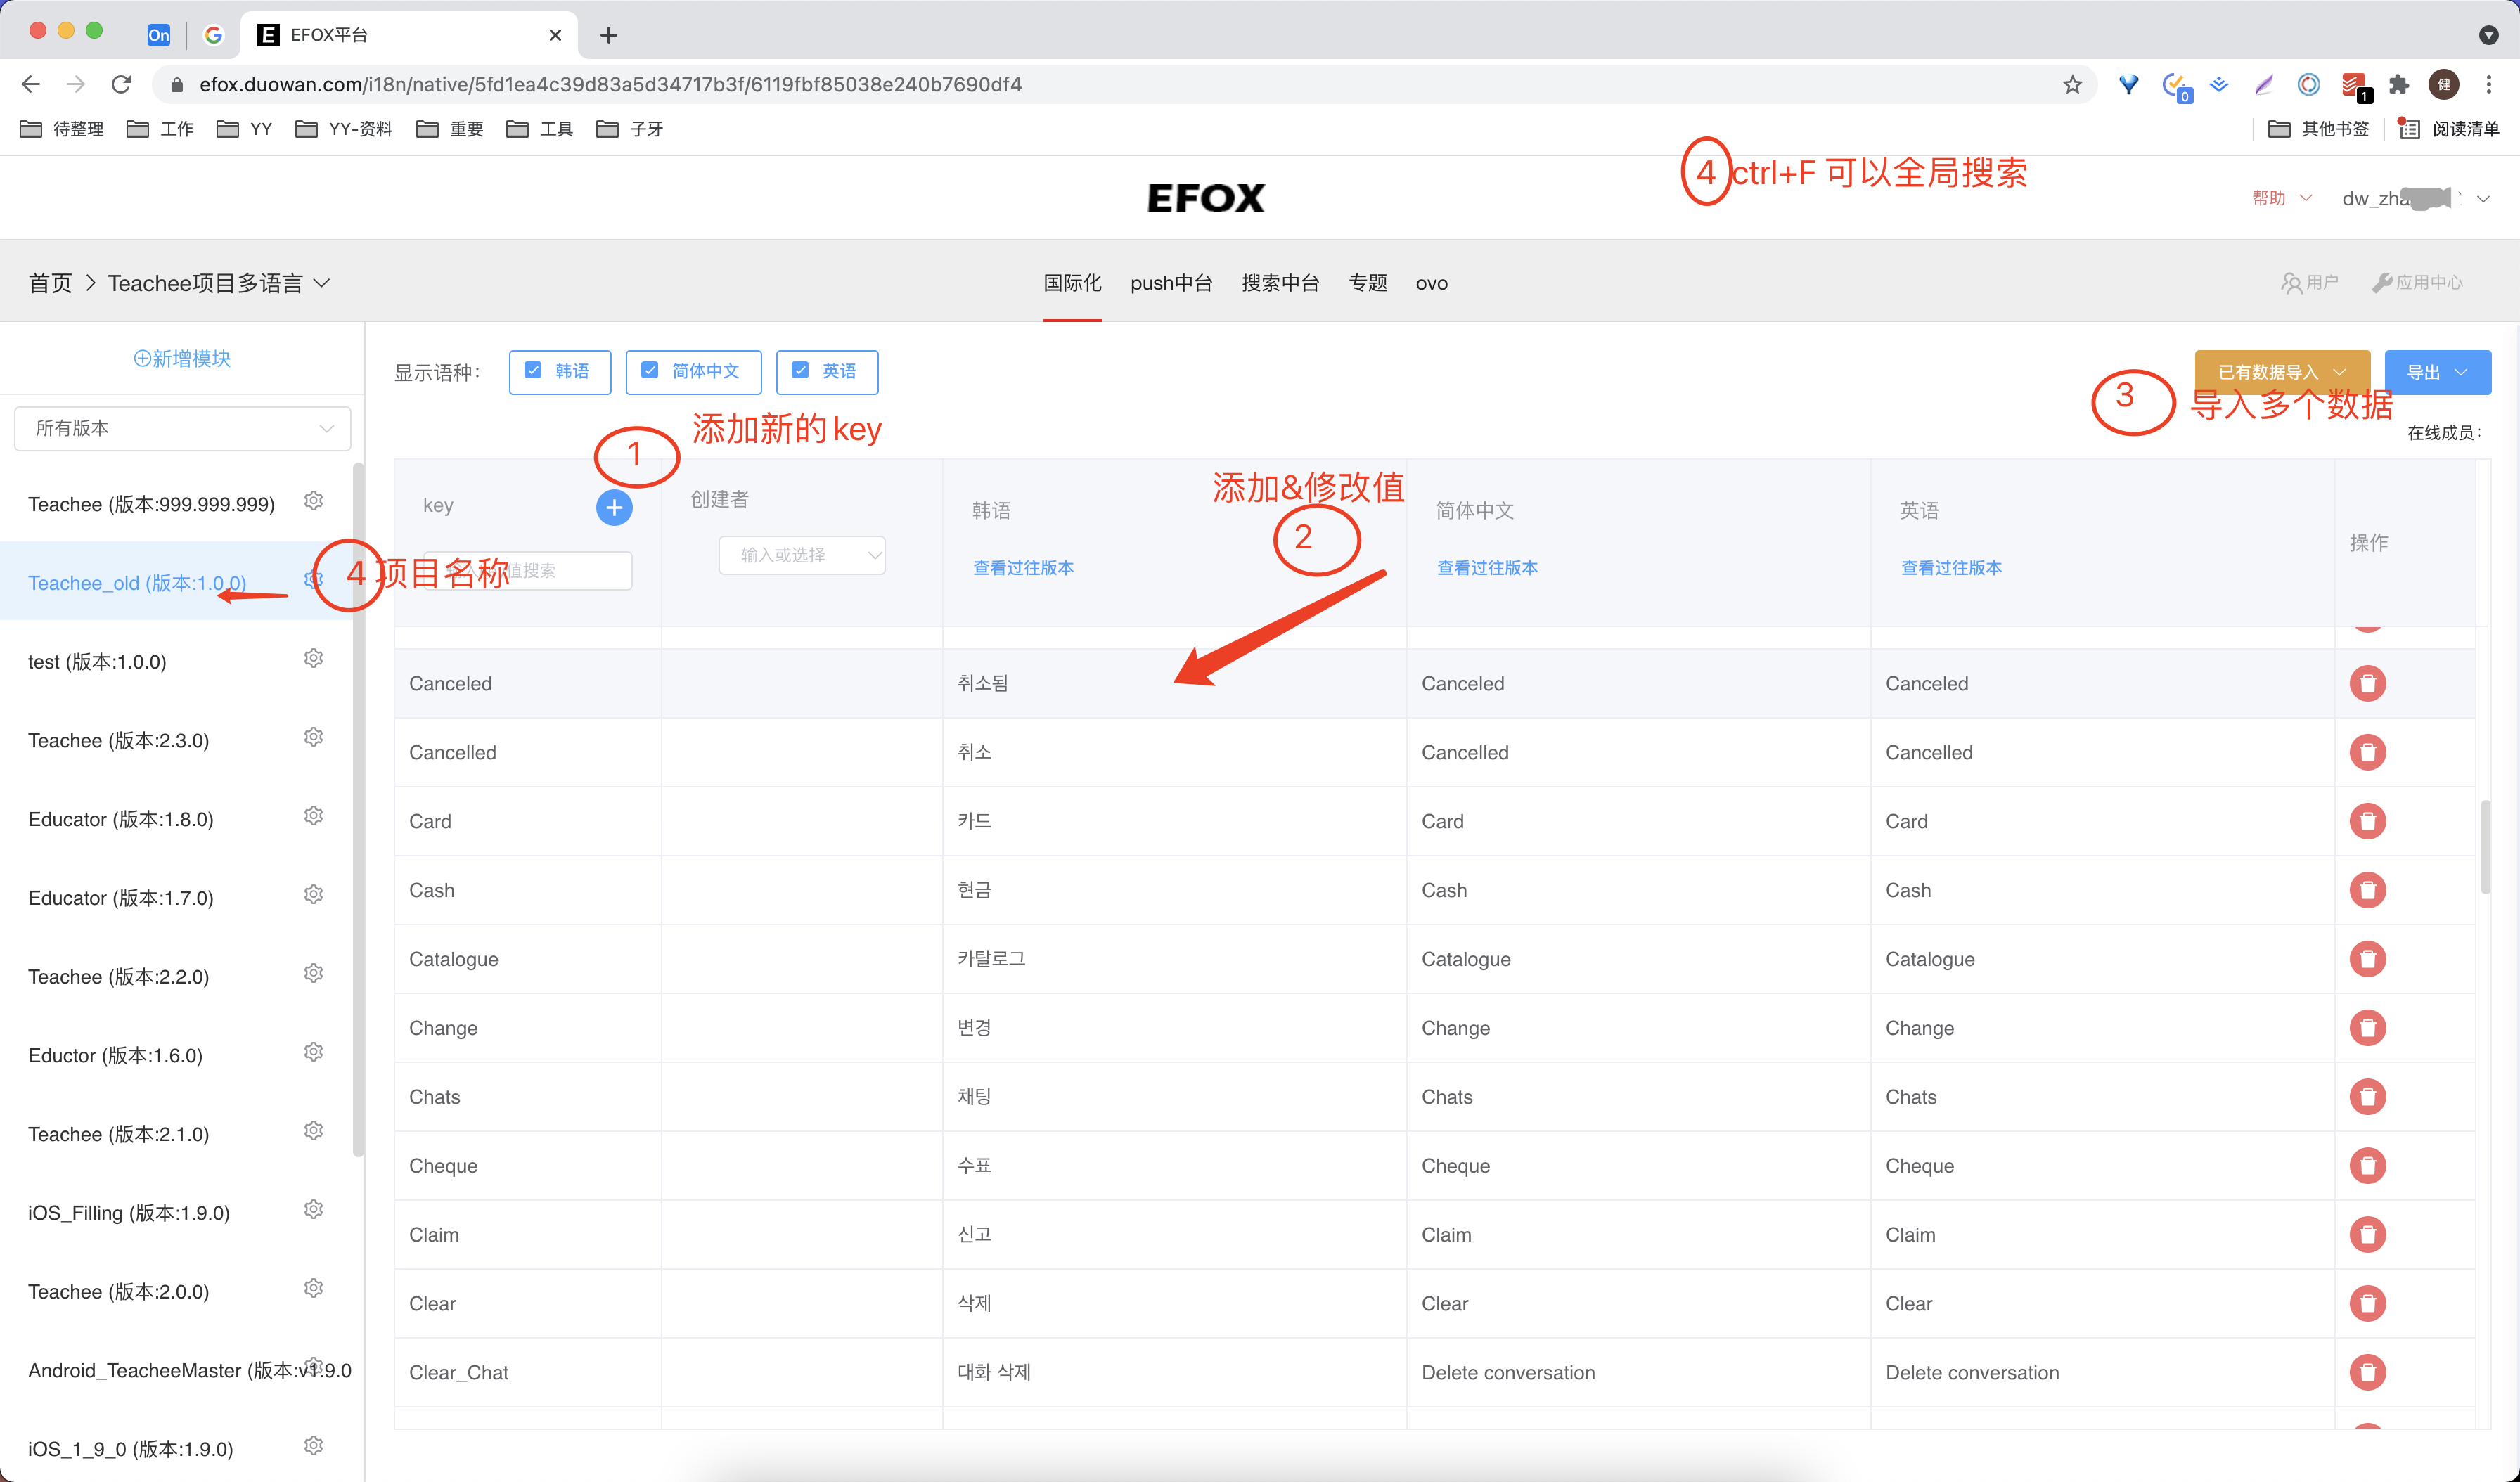 On
EFOX平台
efox.duowan.com/i18n/native/5fd1ea4c39d83a5d34717b3f/6119fbf85038e240b7690df4
0
1
健
待整理 工作 YY YY-资料 重要 工具 子牙
其他书签 阅读清单
EFOX
4 ctrl+F 可以全局搜索
帮助
首页 > Teachee项目多语言
国际化 push中台 搜索中台 专题 ovo
用户 应用中心
新增模块
所有版本
Teachee (版本:999.999.999)
Teachee_old (版本:1.0.0)
4 项目名称
test (版本:1.0.0)
Teachee (版本:2.3.0)
Educator (版本:1.8.0)
Educator (版本:1.7.0)
Teachee (版本:2.2.0)
Eductor (版本:1.6.0)
Teachee (版本:2.1.0)
iOS_Filling (版本:1.9.0)
Teachee (版本:2.0.0)
Android_TeacheeMaster (版本:v1.9.0
iOS_1_9_0 (版本:1.9.0)
显示语种: 韩语 简体中文 英语
已有数据导入 导出
3 导入多个数据
在线成员:
1 添加新的key
添加&修改值
2
key 创建者 韩语 简体中文 英语 操作
值搜索 输入或选择 查看过往版本 查看过往版本 查看过往版本
Canceled 취소됨 Canceled Canceled
Cancelled 취소 Cancelled Cancelled
Card 카드 Card Card
Cash 현금 Cash Cash
Catalogue 카탈로그 Catalogue Catalogue
Change 변경 Change Change
Chats 채팅 Chats Chats
Cheque 수표 Cheque Cheque
Claim 신고 Claim Claim
Clear 삭제 Clear Clear
Clear_Chat 대화 삭제 Delete conversation Delete conversation